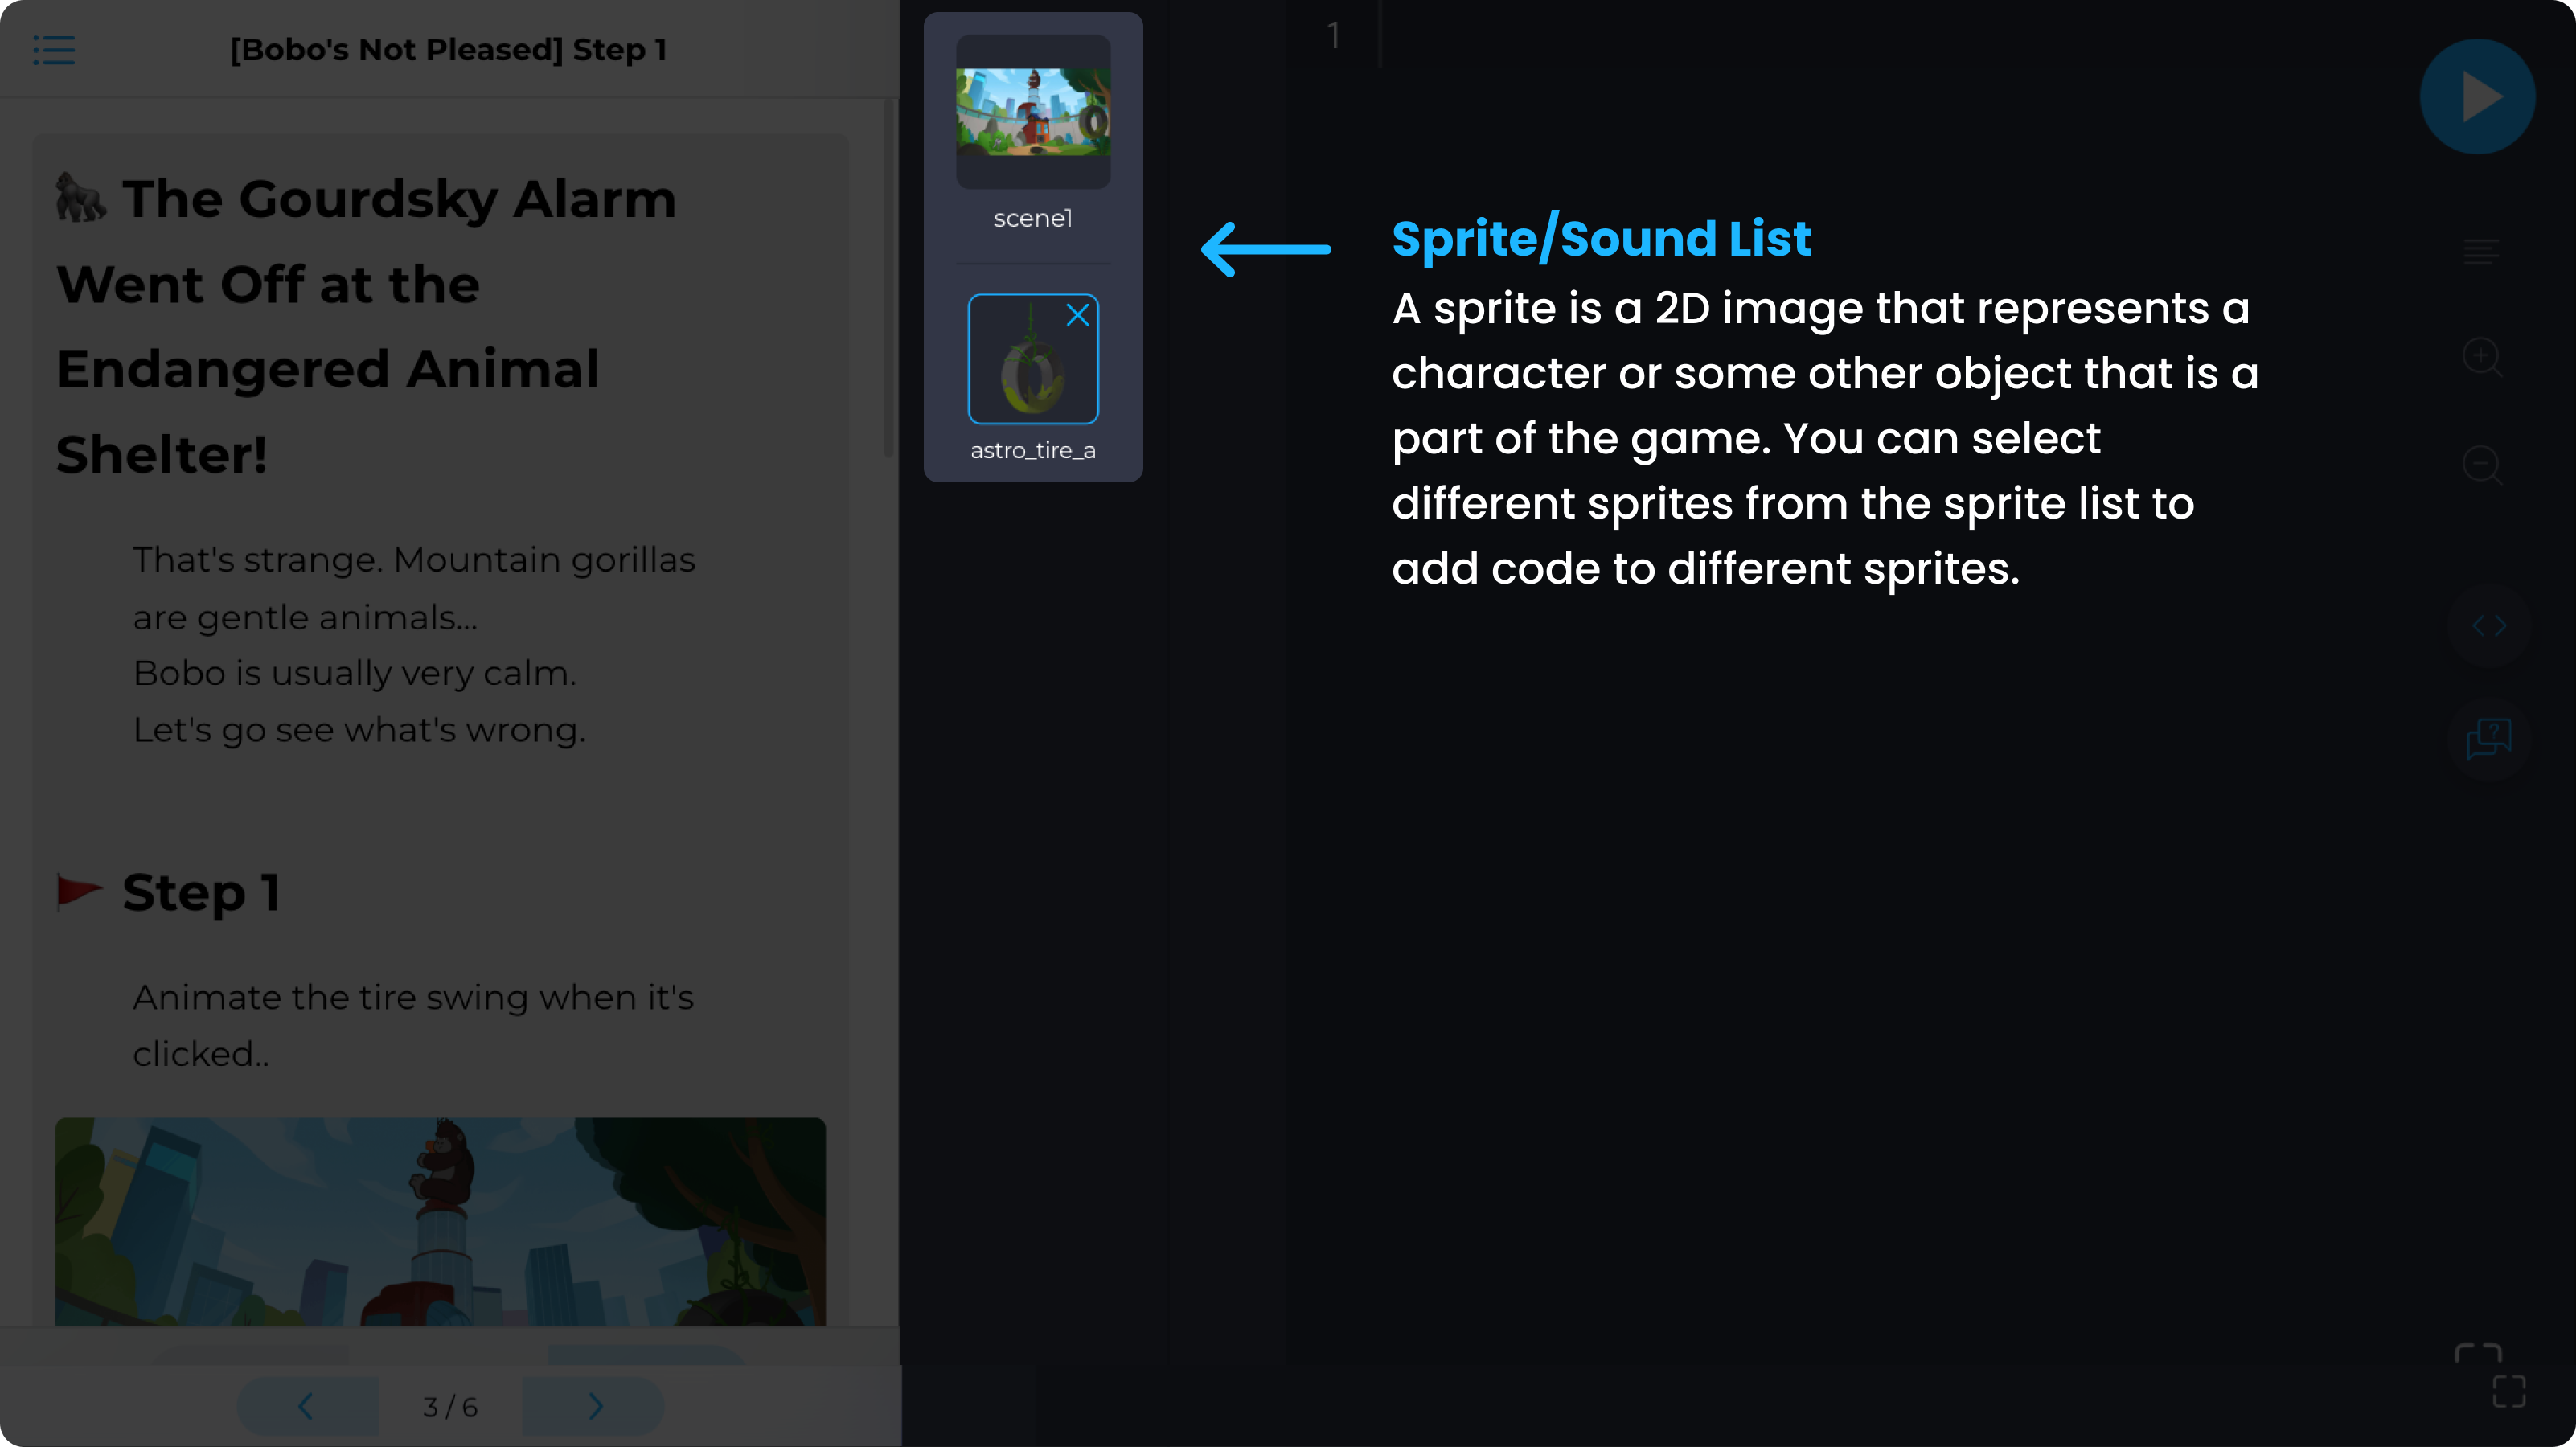 [Bobo's Not Pleased] Step 1
The Gourdsky Alarm
Went Off at the
Endangered Animal
Shelter!
That's strange. Mountain gorillas
are gentle animals...
Bobo is usually very calm.
Let's go see what's wrong.
Step 1
Animate the tire swing when it's
clicked..
3 / 6
scene1
astro_tire_a
1
Sprite/Sound List
A sprite is a 2D image that represents a
character or some other object that is a
part of the game. You can select
different sprites from the sprite list to
add code to different sprites.